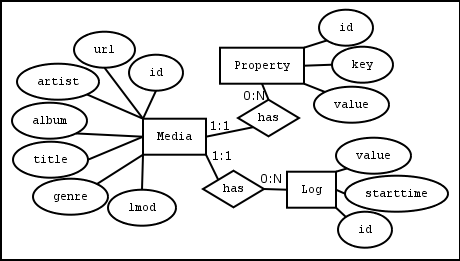 url
id
artist
id
Property
key
value
0:N
album
1:1
has
Media
title
1:1
value
genre
has
0:N
Log
starttime
lmod
id